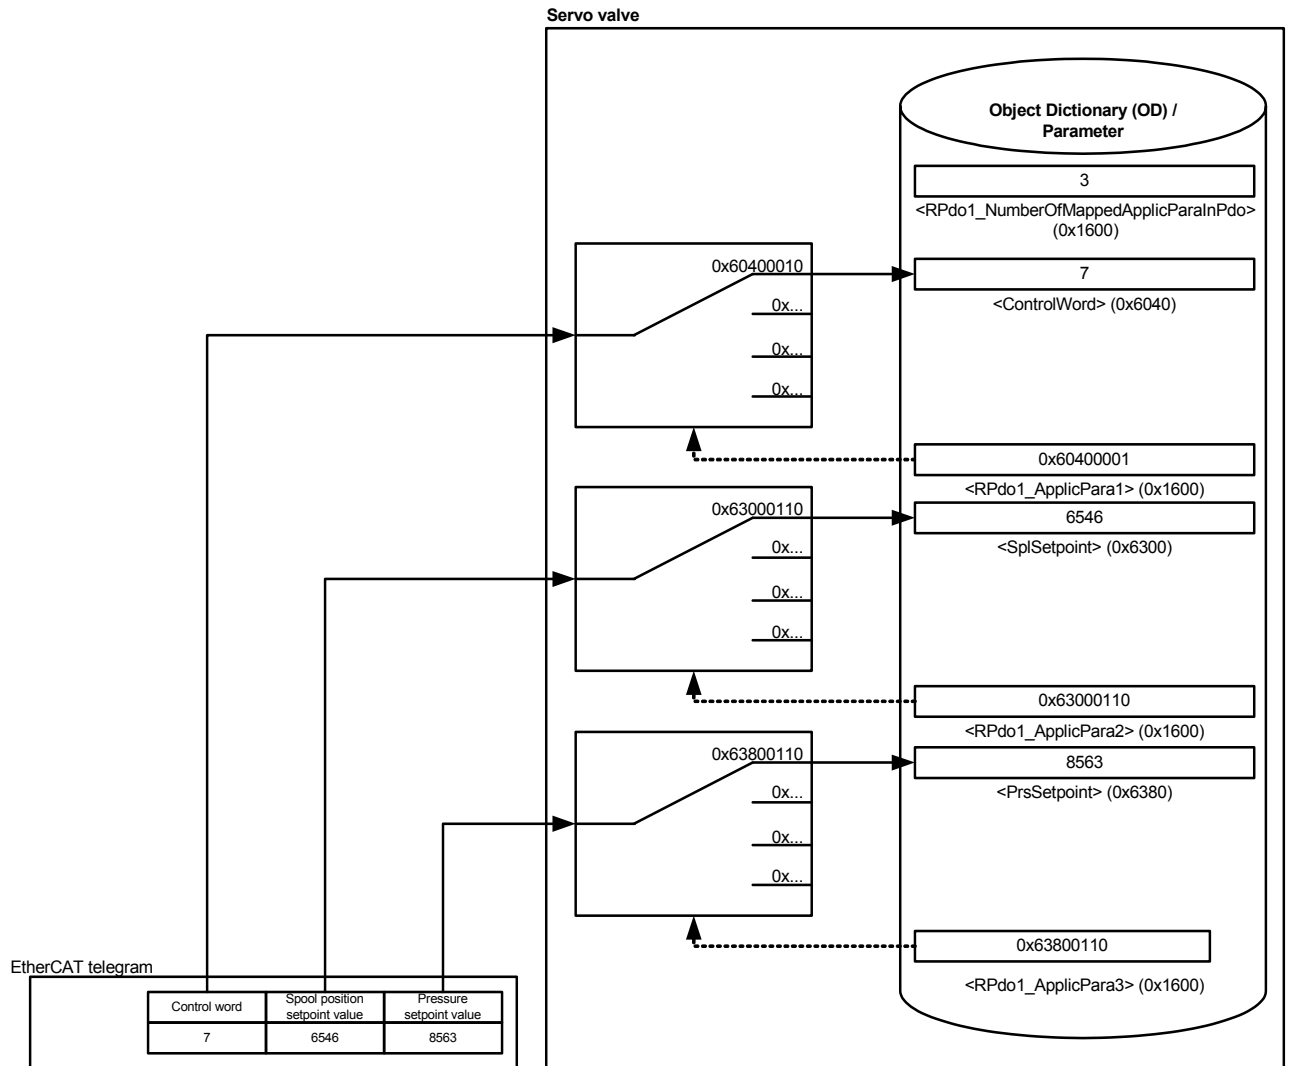 Servo valve
Object Dictionary (OD) /
Parameter
3
<RPdo1_NumberOfMappedApplicParaInPdo>
(0x1600)
0x60400010
0x...
0x...
0x...
7
<ControlWord> (0x6040)
0x60400001
<RPdo1_ApplicPara1> (0x1600)
0x63000110
0x...
0x...
0x...
6546
<SplSetpoint> (0x6300)
0x63000110
<RPdo1_ApplicPara2> (0x1600)
0x63800110
0x...
0x...
0x...
8563
<PrsSetpoint> (0x6380)
0x63800110
<RPdo1_ApplicPara3> (0x1600)
EtherCAT telegram
Control word
Spool position
setpoint value
Pressure
setpoint value
7
6546
8563